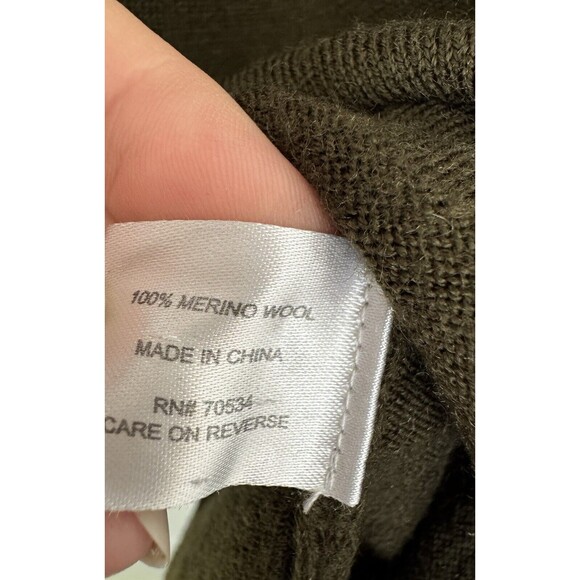 100% MERINO WOOL
MADE IN CHINA
RN# 70534
CARE ON REVERSE